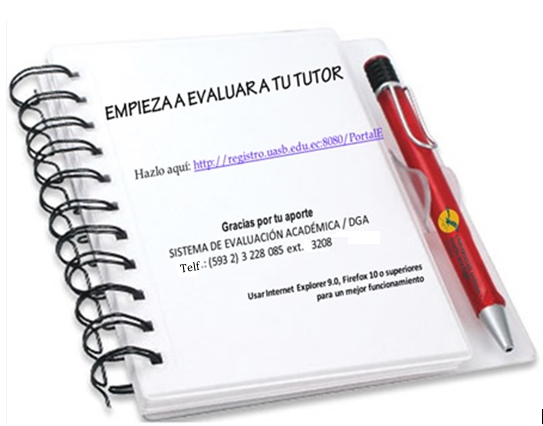 EMPIEZA A EVALUAR A TU TUTOR
Hazlo aquí: http://registro.uasb.edu.ec:8080/PortalE
Gracias por tu aporte
SISTEMA DE EVALUACIÓN ACADÉMICA / DGA
Telf.: (593 2) 3 228 085 ext. 3208
Usar Internet Explorer 9.0, Firefox 10 o superiores
para un mejor funcionamiento